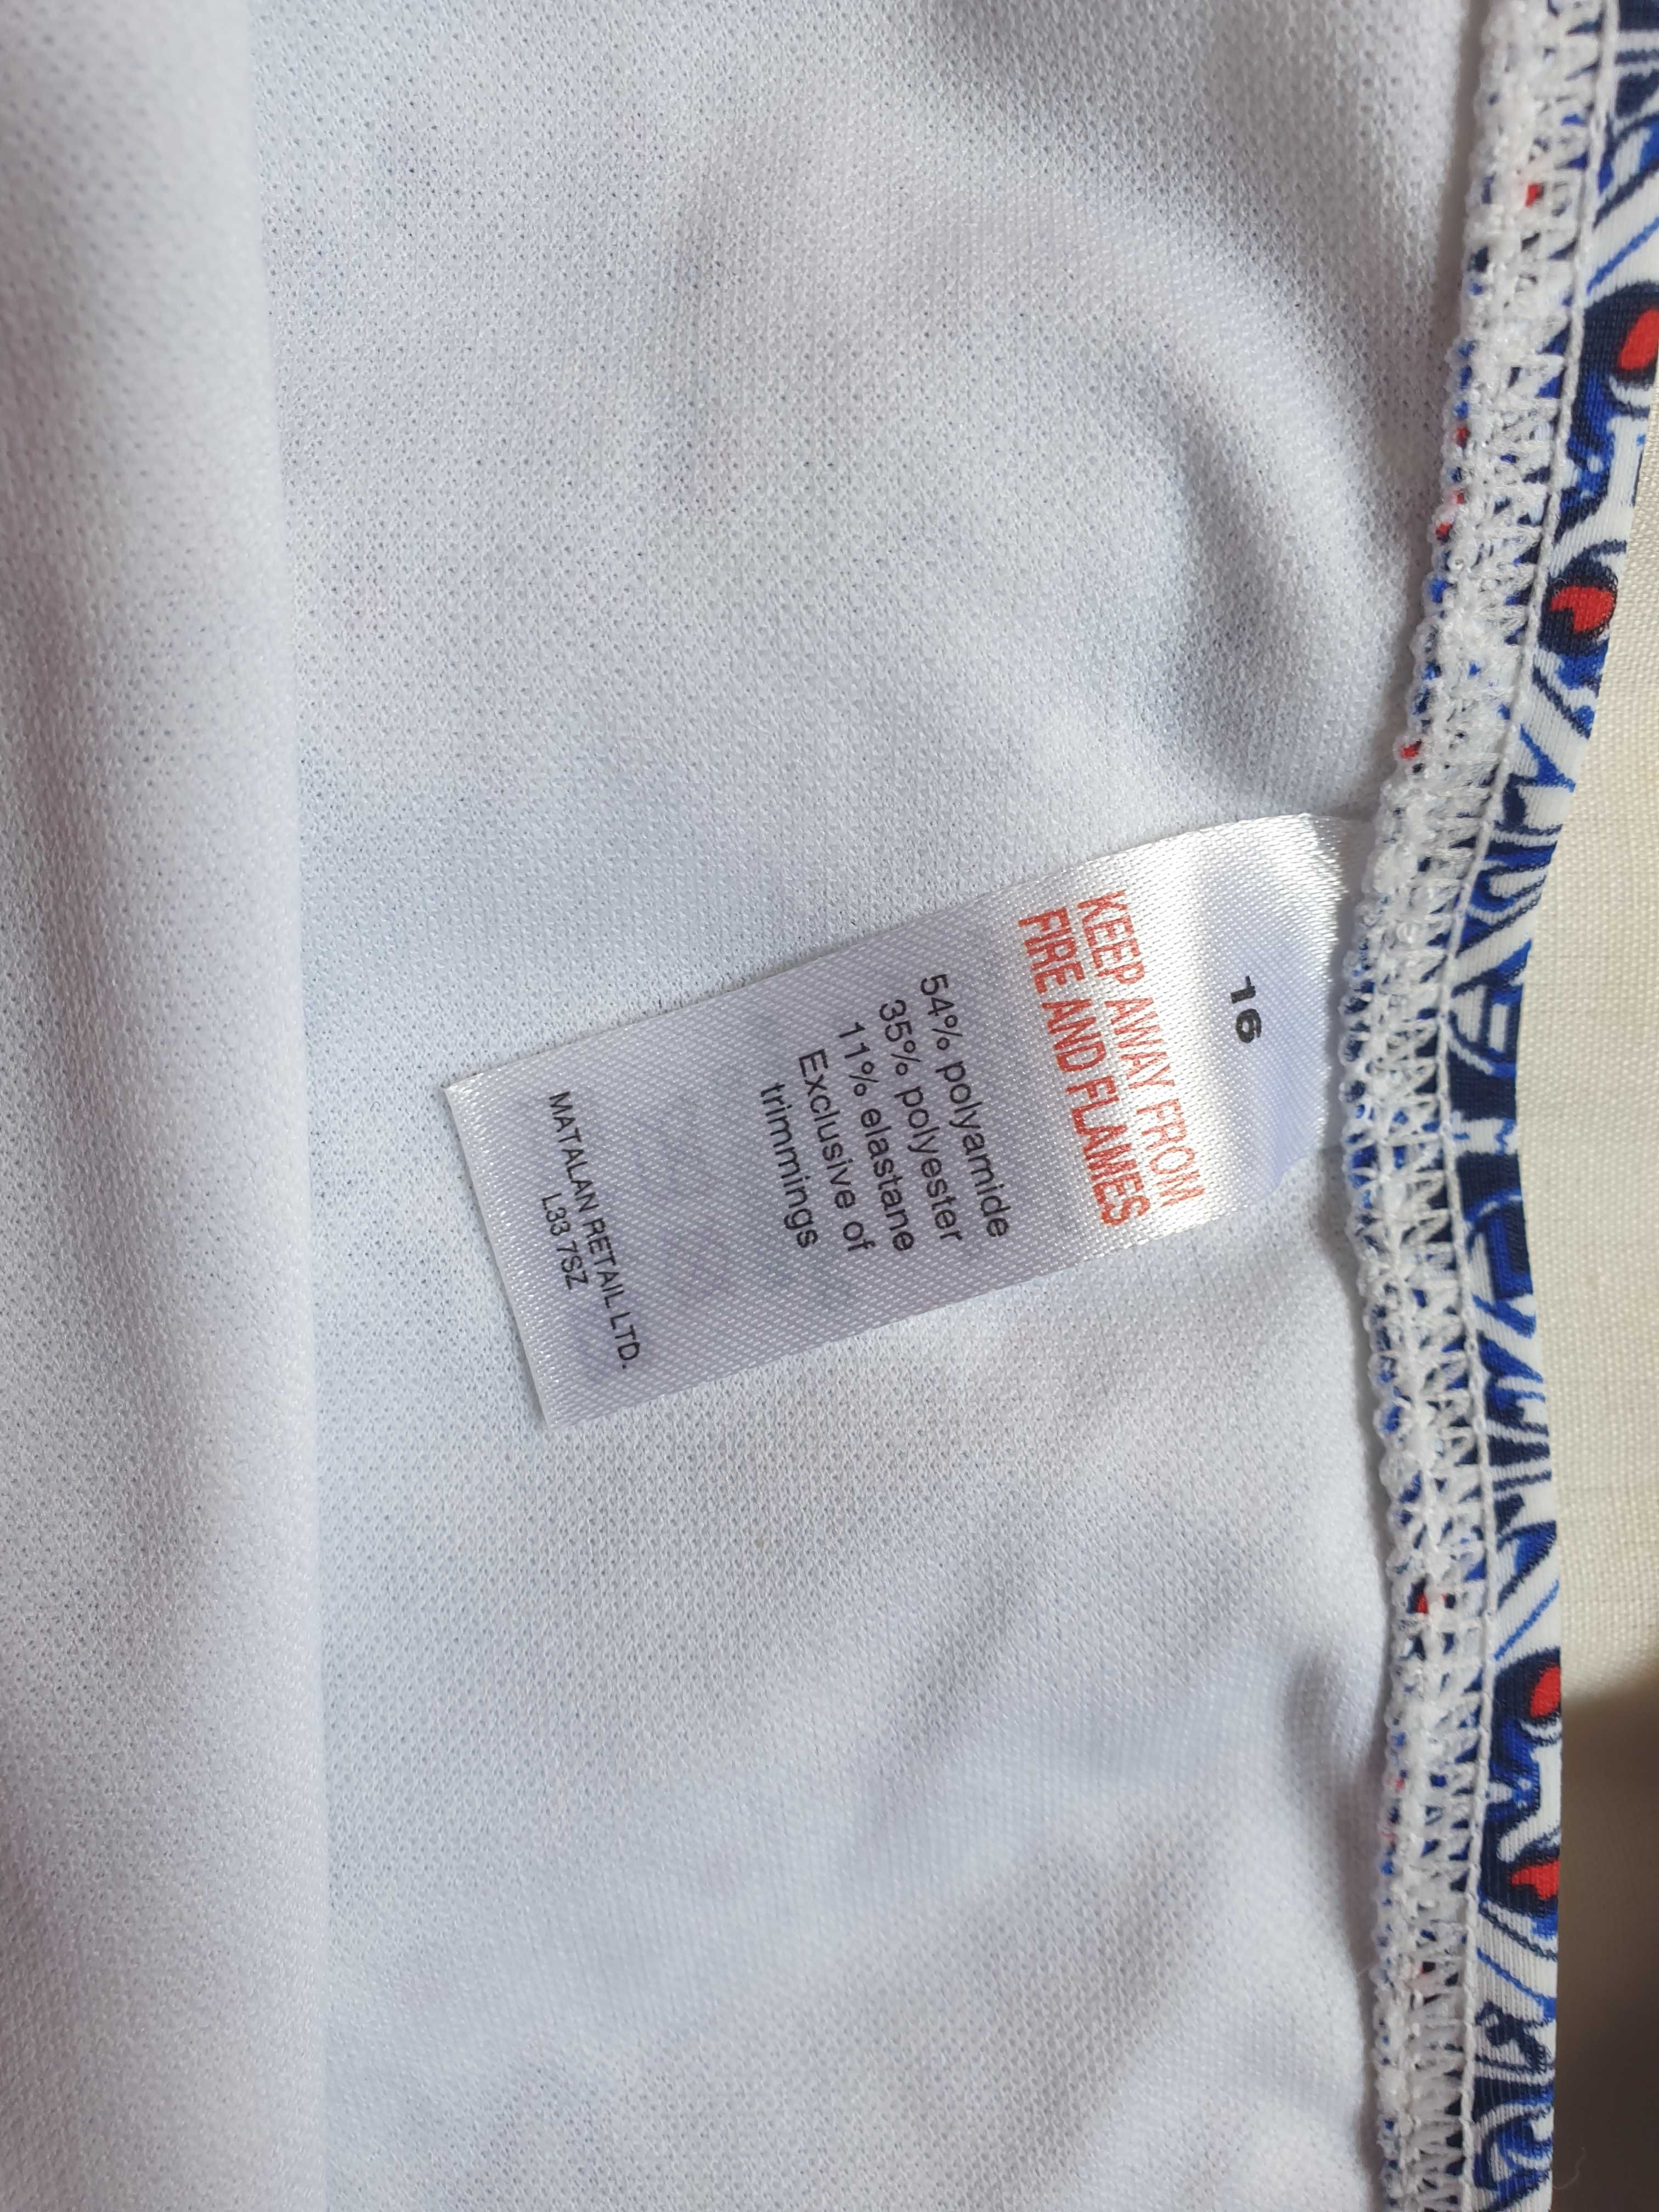 16
KEEP AWAY FROM
FIRE AND FLAMES
54% polyamide
35% polyester
11% elastane
Exclusive of
trimmings
MATALAN RETAIL LTD.
L33 7SZ